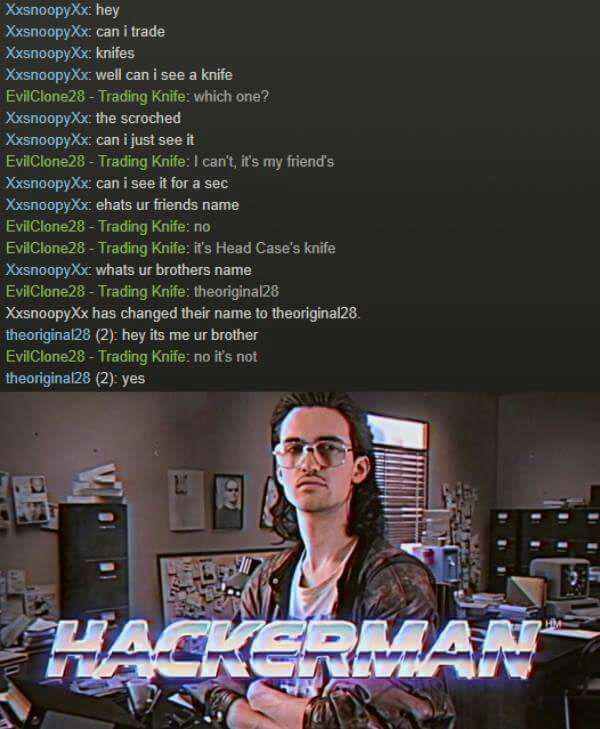 XxsnoopyXx: hey
XxsnoopyXx: can i trade
XxsnoopyXx: knifes
XxsnoopyXx: well can i see a knife
EvilClone28 - Trading Knife: which one?
XxsnoopyXx: the scroched
XxsnoopyXx: can i just see it
EvilClone28 - Trading Knife: I can't, it's my friend's
XxsnoopyXx: can i see it for a sec
XxsnoopyXx: ehats ur friends name
EvilClone28 - Trading Knife: no
EvilClone28 - Trading Knife: it's Head Case's knife
XxsnoopyXx: whats ur brothers name
EvilClone28 - Trading Knife: theoriginal28
XxsnoopyXx has changed their name to theoriginal28.
theoriginal28 (2): hey its me ur brother
EvilClone28 - Trading Knife: no it's not
theoriginal28 (2): yes
HACKERMAN HM